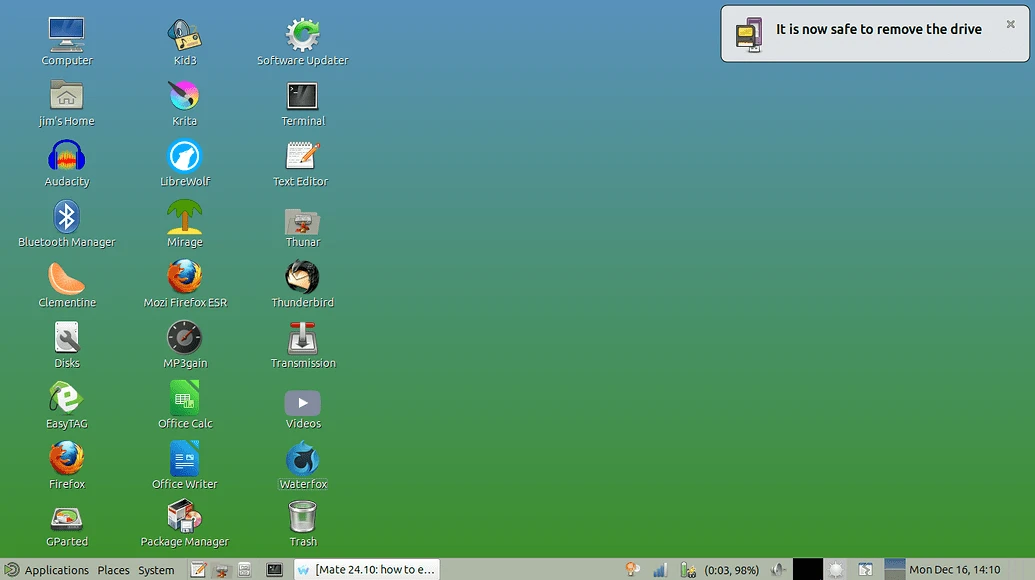 It is now safe to remove the drive
Computer
Kid3
Software Updater
jim's Home
Krita
Terminal
Audacity
LibreWolf
Text Editor
Bluetooth Manager
Mirage
Thunar
Clementine
Mozi Firefox ESR
Thunderbird
Disks
MP3gain
Transmission
EasyTAG
Office Calc
Videos
Firefox
Office Writer
Waterfox
GParted
Package Manager
Trash
Applications Places System [Mate 24.10: how to e... (0:03, 98%) Mon Dec 16, 14:10